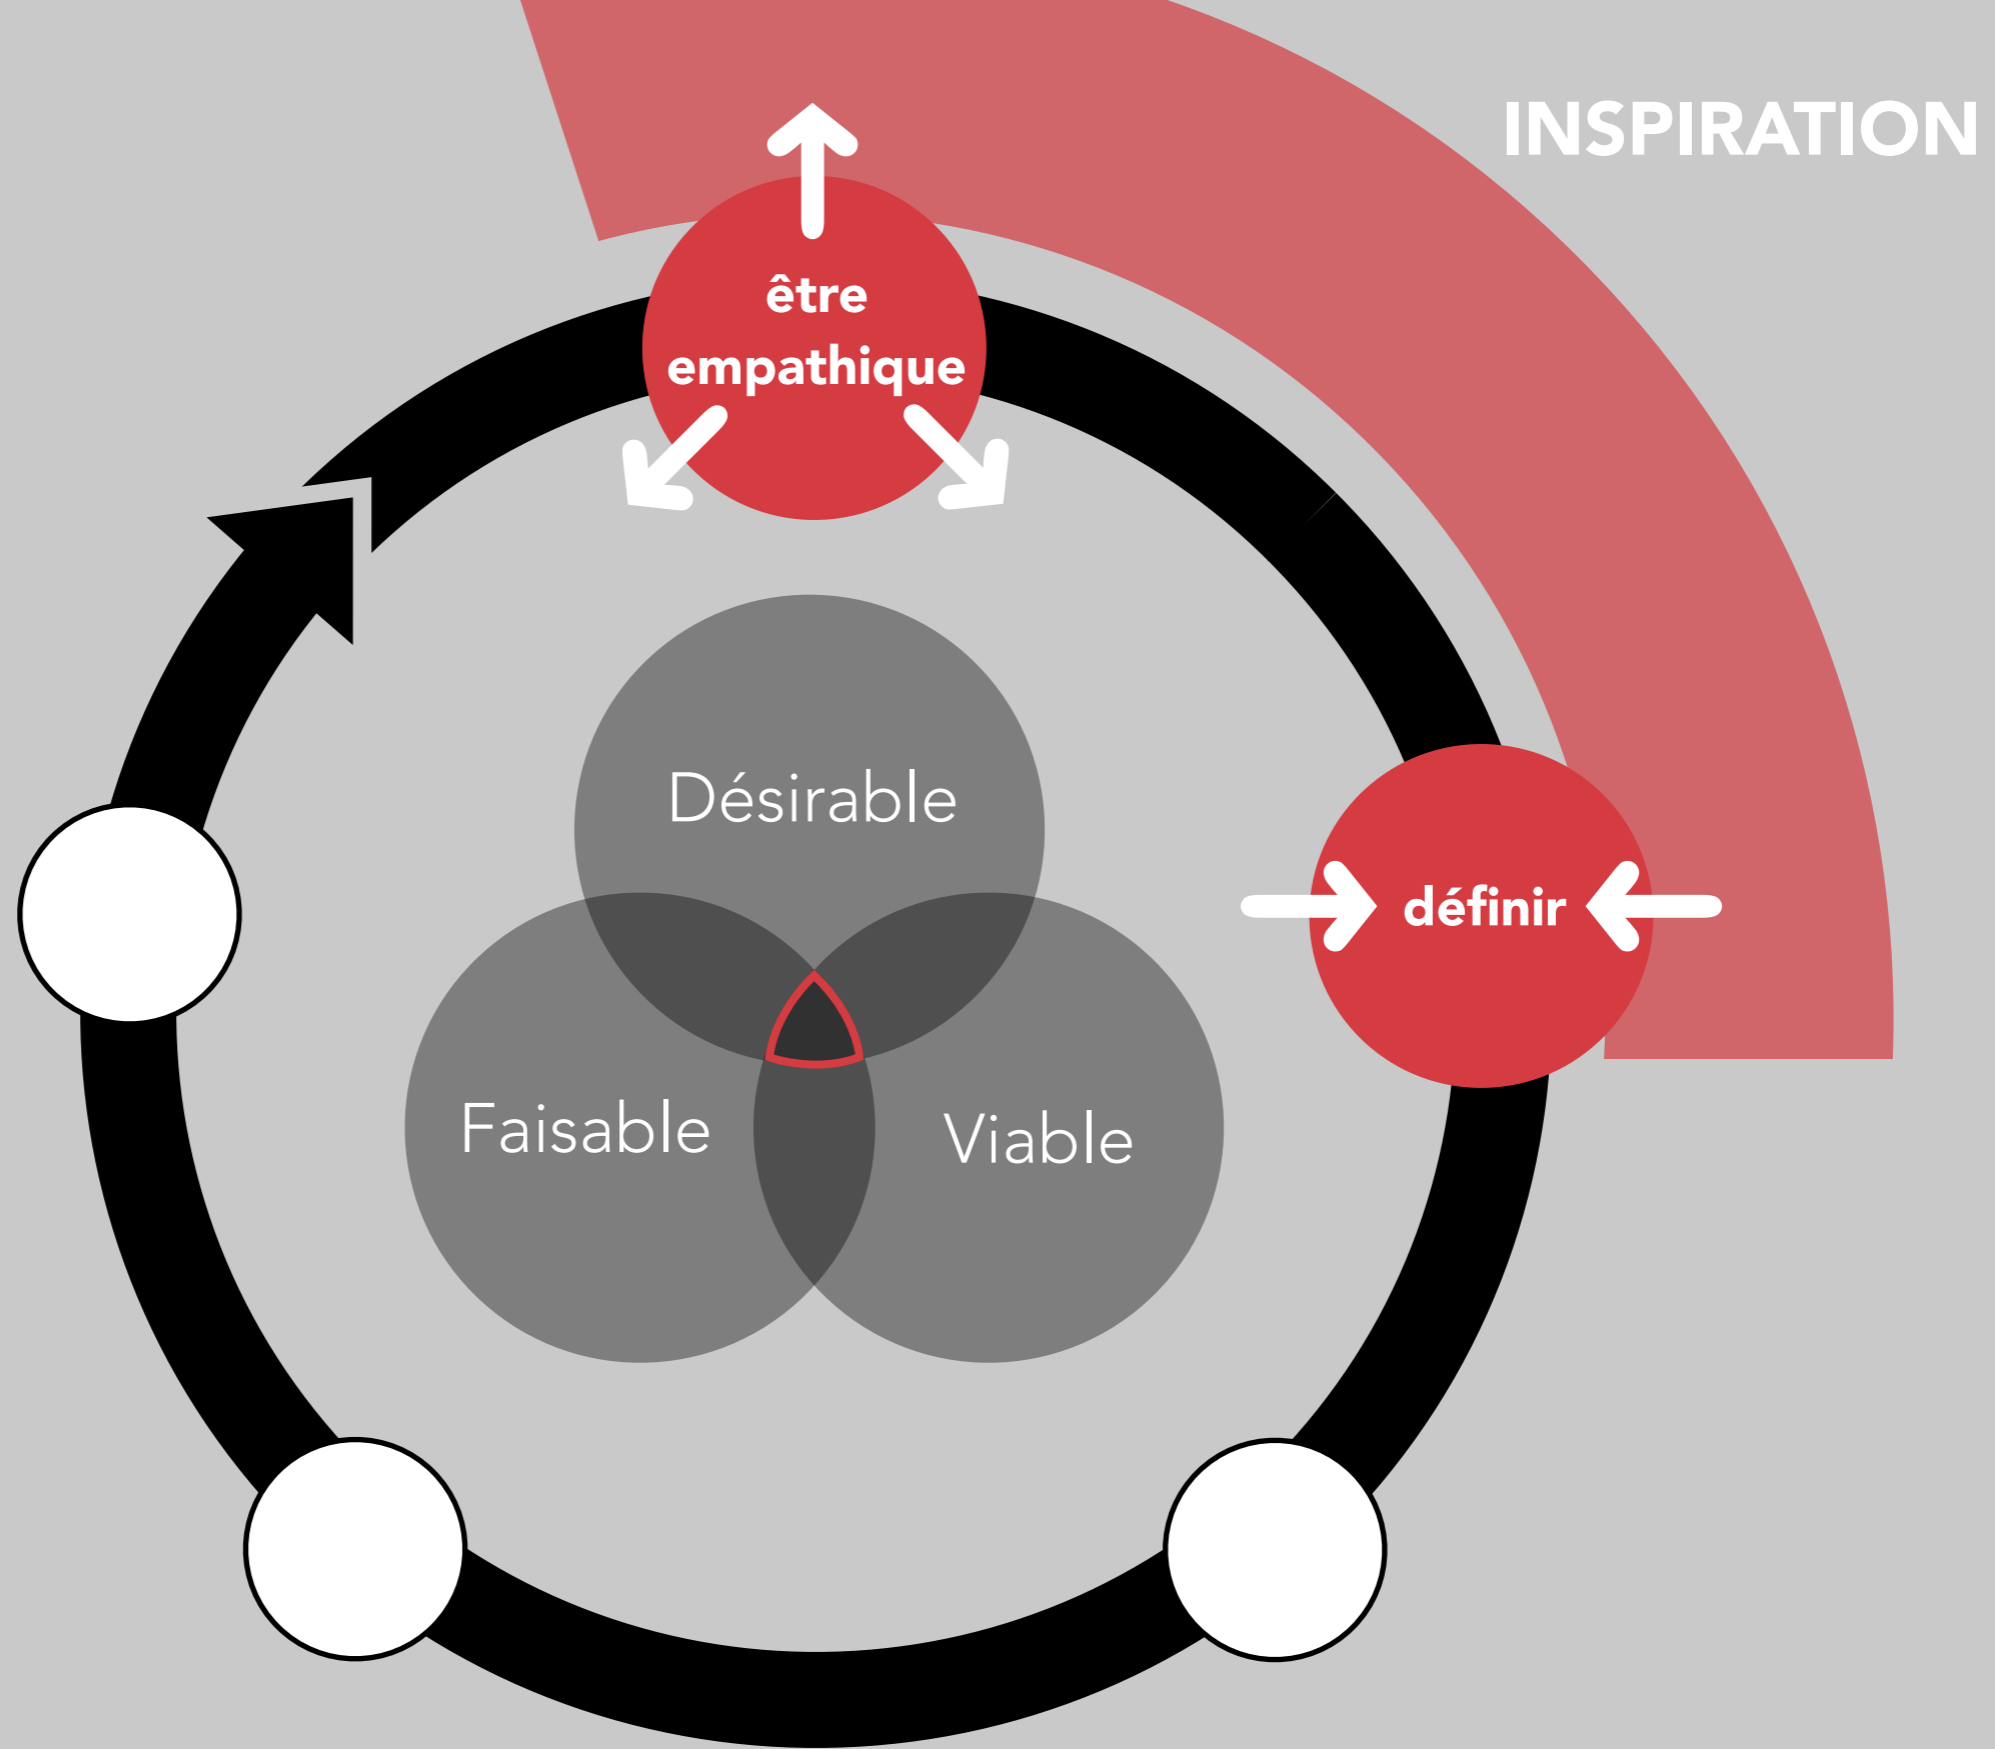 INSPIRATION
être
empathique
Désirable
définir
Faisable
Viable